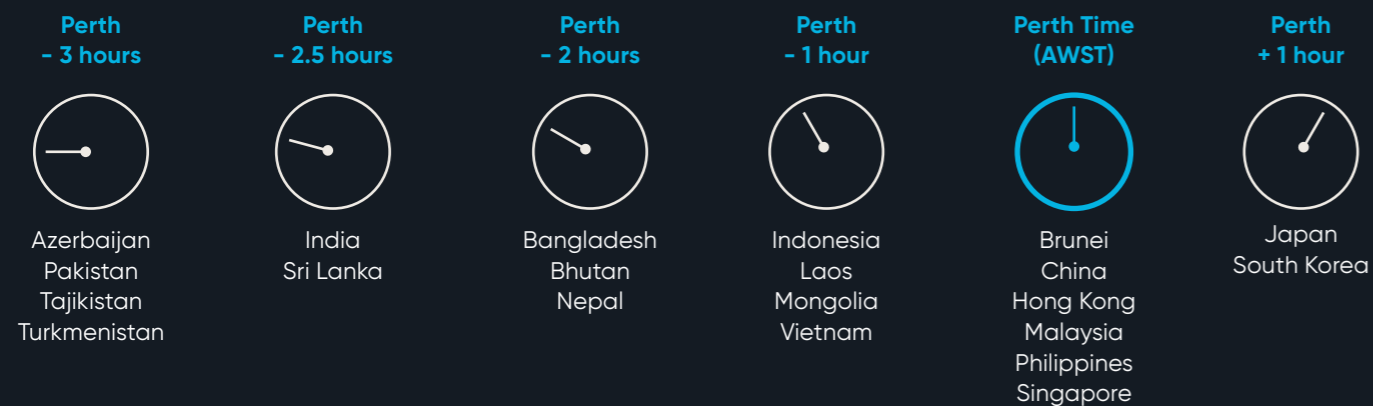 Perth
- 3 hours
Azerbaijan
Pakistan
Tajikistan
Turkmenistan
Perth
- 2.5 hours
India
Sri Lanka
Perth
- 2 hours
Bangladesh
Bhutan
Nepal
Perth
- 1 hour
Indonesia
Laos
Mongolia
Vietnam
Perth Time
(AWST)
Brunei
China
Hong Kong
Malaysia
Philippines
Singapore
Perth
+ 1 hour
Japan
South Korea